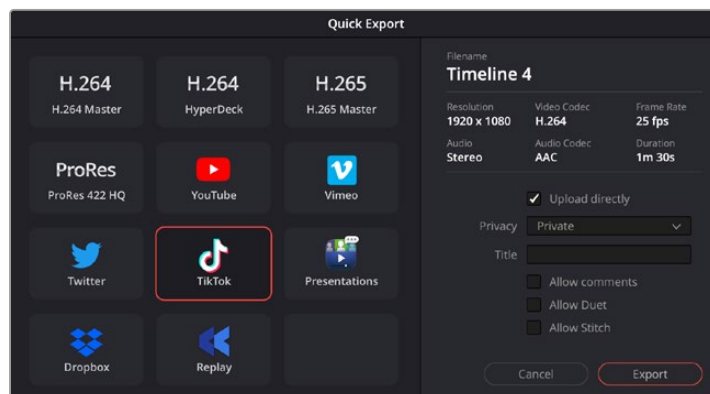 Quick Export
H.264
H.264 Master
H.264
HyperDeck
H.265
H.265 Master
ProRes
ProRes 422 HQ
YouTube
Vimeo
Twitter
TikTok
Presentations
Dropbox
Replay
Filename
Timeline 4
Resolution Video Codec Frame Rate
1920 x 1080 H.264 25 fps
Audio Audio Codec Duration
Stereo AAC 1m 30s
Upload directly
Privacy Private
Title
Allow comments
Allow Duet
Allow Stitch
Cancel Export